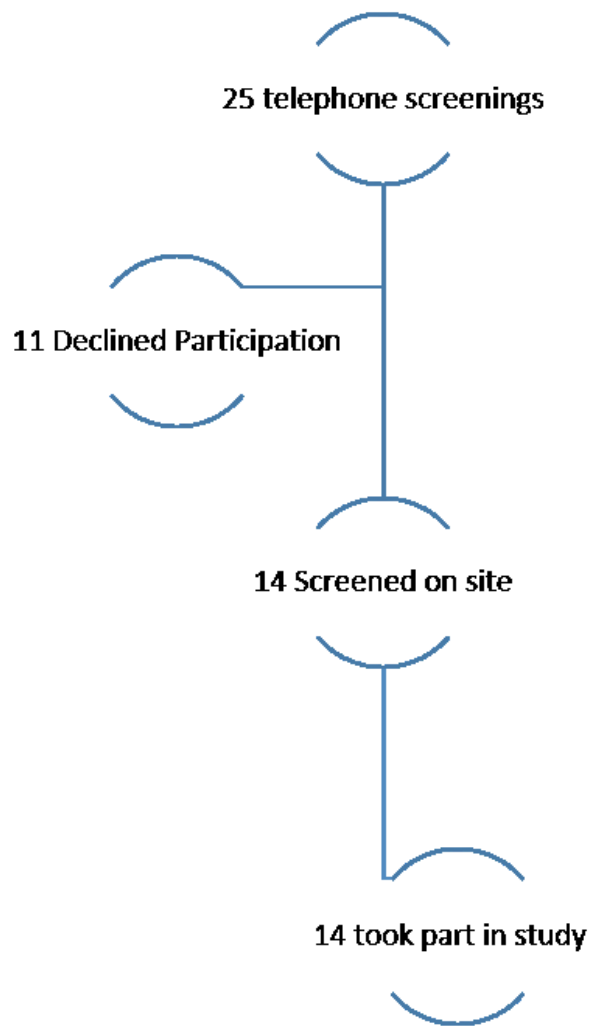 25 telephone screenings
11 Declined Participation
14 Screened on site
14 took part in study